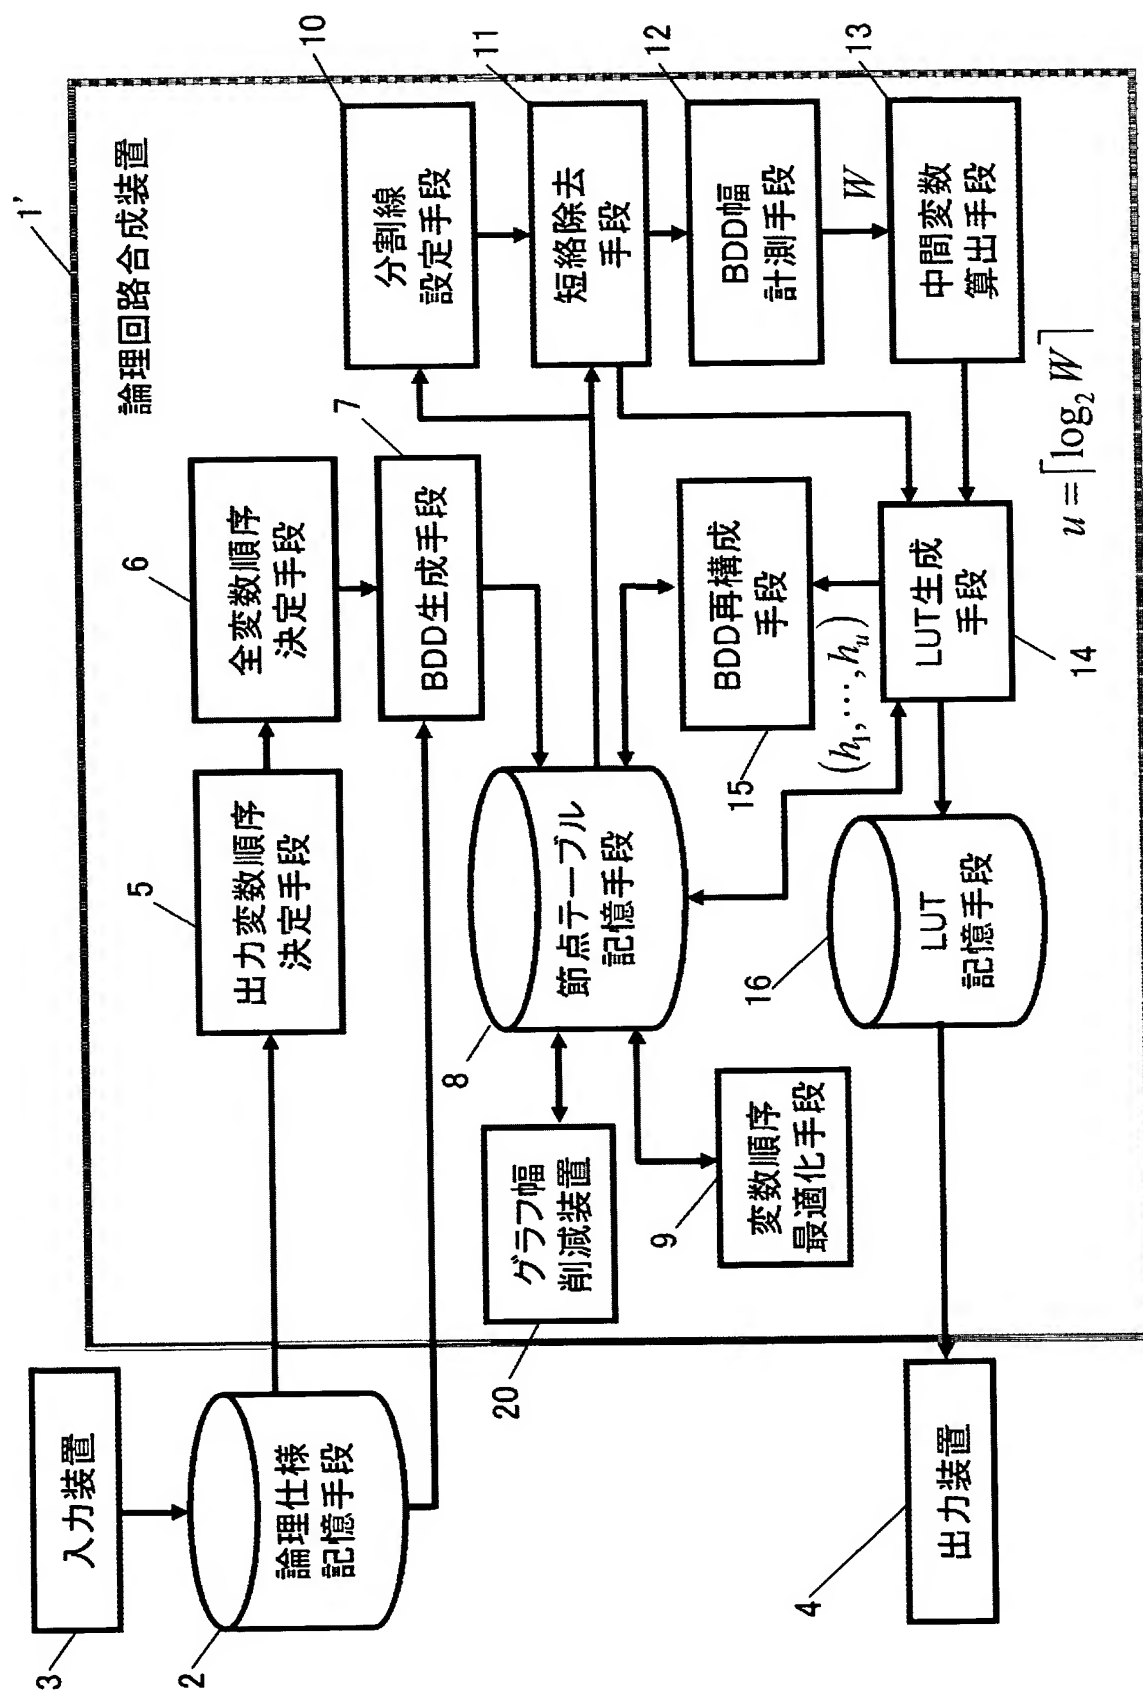 1'
論理回路合成装置
3
入力装置
2
論理仕様
記憶手段
5
出力変数順序
決定手段
6
全変数順序
決定手段
7
BDD生成手段
10
分割線
設定手段
11
短絡除去
手段
12
BDD幅
計測手段
W
13
中間変数
算出手段
u=⌈log₂ W⌉
20
グラフ幅
削減装置
8
節点テーブル
記憶手段
9
変数順序
最適化手段
15
BDD再構成
手段
(h₁,⋯,hᵤ)
14
LUT生成
手段
16
LUT
記憶手段
4
出力装置